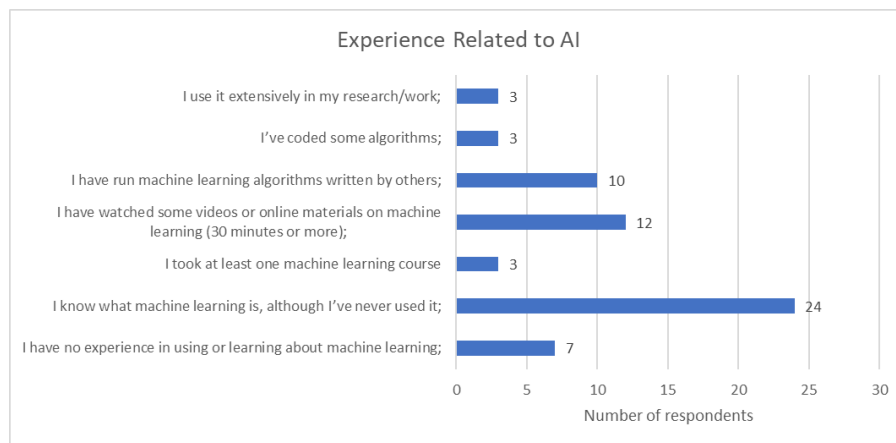 Experience Related to AI
I use it extensively in my research/work;
3
I’ve coded some algorithms;
3
I have run machine learning algorithms written by others;
10
I have watched some videos or online materials on machine
learning (30 minutes or more);
12
I took at least one machine learning course
3
I know what machine learning is, although I’ve never used it;
24
I have no experience in using or learning about machine learning;
7
0 5 10 15 20 25 30
Number of respondents